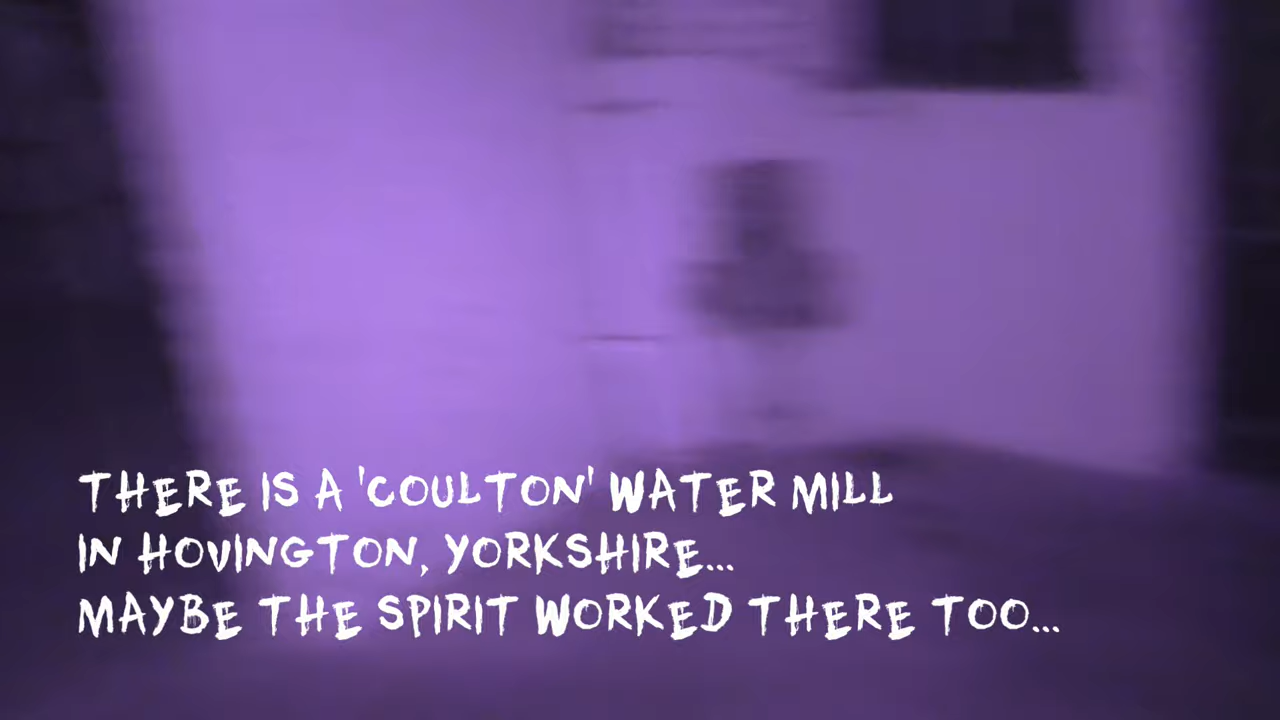 THERE IS A 'COULTON' WATER MILL
IN HOVINGTON, YORKSHIRE...
MAYBE THE SPIRIT WORKED THERE TOO...